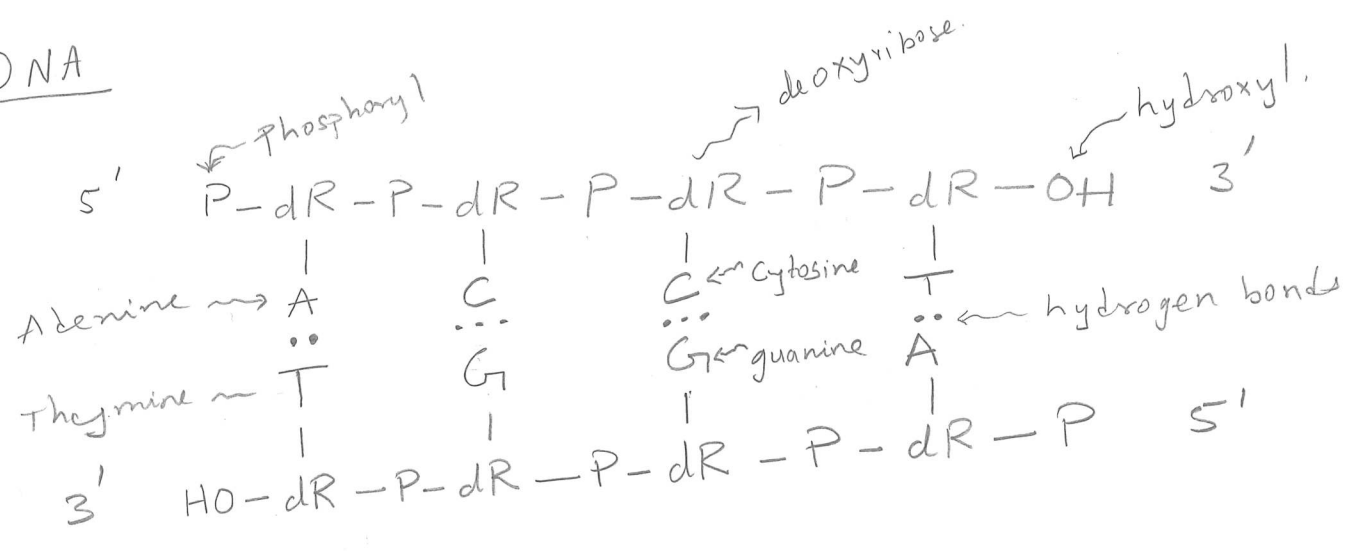 DNA
deoxyribose.
Phosphoryl
hydroxyl.
5' P-dR-P-dR-P-dR-P-dR-OH 3'
Adenine A C C Cytosine T
•• ••• ••• •• hydrogen bonds
Thymine T G G guanine A
3' HO-dR-P-dR-P-dR-P-dR-P 5'